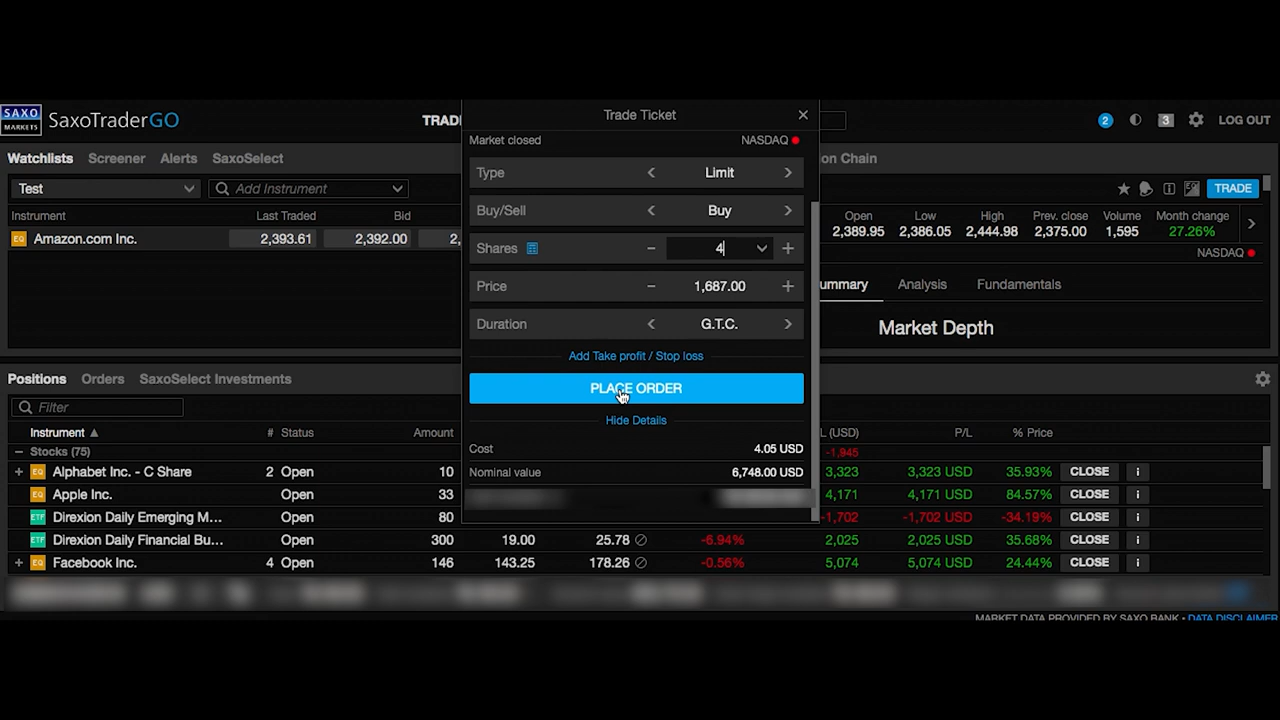 SAXO
MARKETS
SaxoTraderGO
TRAD
2
3
LOG OUT
Watchlists Screener Alerts SaxoSelect
Test
Add Instrument
Instrument Last Traded Bid
EQ Amazon.com Inc. 2,393.61 2,392.00 2,
Trade Ticket
Market closed NASDAQ
Type Limit
Buy/Sell Buy
Shares 4
Price 1,687.00
Duration G.T.C.
Add Take profit / Stop loss
PLACE ORDER
Hide Details
Cost 4.05 USD
Nominal value 6,748.00 USD
on Chain
TRADE
Open Low High Prev. close Volume Month change
2,389.95 2,386.05 2,444.98 2,375.00 1,595 27.26%
NASDAQ
ummary Analysis Fundamentals
Market Depth
Positions Orders SaxoSelect Investments
Filter
Instrument # Status Amount L (USD) P/L % Price
Stocks (75) -1,945
EQ Alphabet Inc. - C Share 2 Open 10 3,323 3,323 USD 35.93% CLOSE i
EQ Apple Inc. Open 33 4,171 4,171 USD 84.57% CLOSE i
ETF Direxion Daily Emerging M... Open 80 -1,702 -1,702 USD -34.19% CLOSE i
ETF Direxion Daily Financial Bu... Open 300 19.00 25.78 -6.94% 2,025 2,025 USD 35.68% CLOSE i
EQ Facebook Inc. 4 Open 146 143.25 178.26 -0.56% 5,074 5,074 USD 24.44% CLOSE i
MARKET DATA PROVIDED BY SAXO BANK • DATA DISCLAIMER